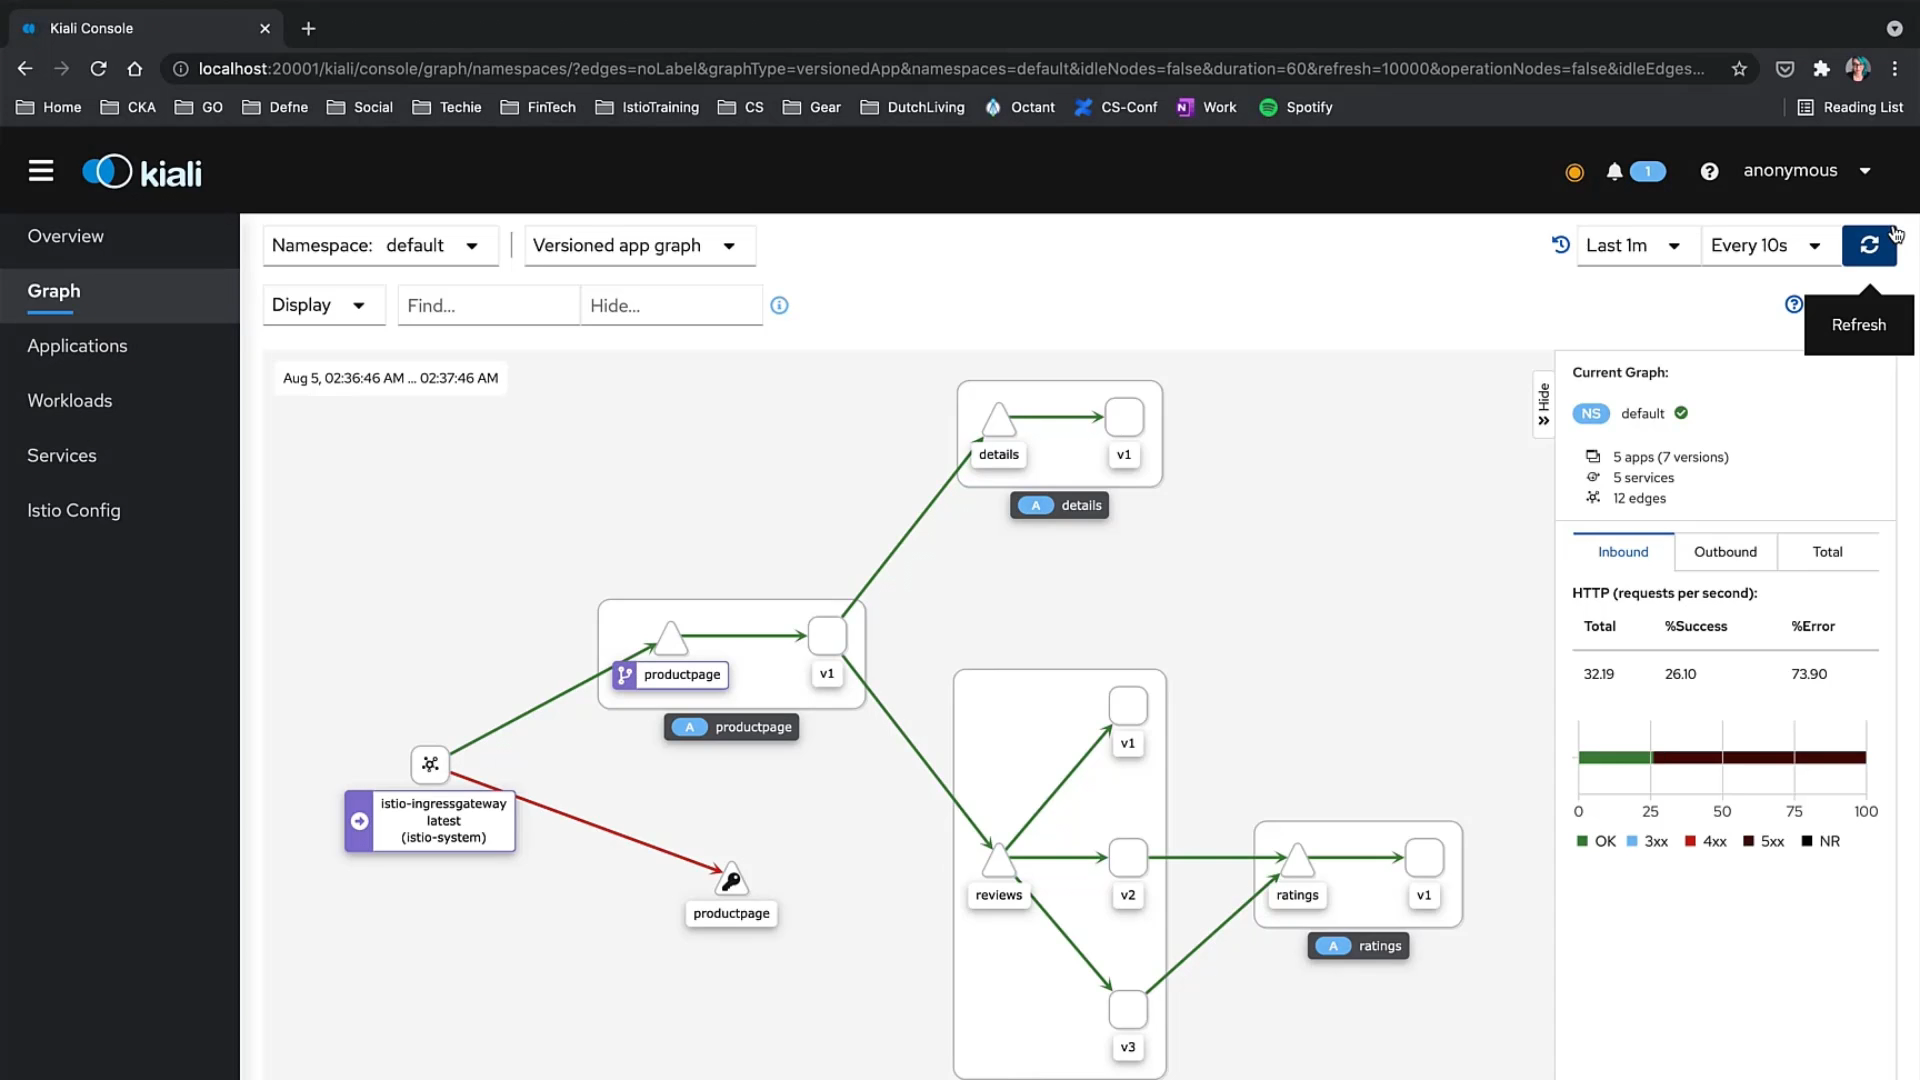 Kiali Console
localhost:20001/kiali/console/graph/namespaces/?edges=noLabel&graphType=versionedApp&namespaces=default&idleNodes=false&duration=60&refresh=10000&operationNodes=false&idleEdges...
Home CKA GO Defne Social Techie FinTech IstioTraining CS Gear DutchLiving Octant CS-Conf Work Spotify Reading List
kiali
1
anonymous
Overview
Graph
Applications
Workloads
Services
Istio Config
Namespace: default
Versioned app graph
Last 1m
Every 10s
Display
Find...
Hide...
Refresh
Aug 5, 02:36:46 AM ... 02:37:46 AM
details
v1
A details
productpage
v1
A productpage
istio-ingressgateway
latest
(istio-system)
productpage
v1
reviews
v2
v3
ratings
v1
A ratings
Hide
Current Graph:
NS default
5 apps (7 versions)
5 services
12 edges
Inbound Outbound Total
HTTP (requests per second):
Total %Success %Error
32.19 26.10 73.90
0 25 50 75 100
OK 3xx 4xx 5xx NR